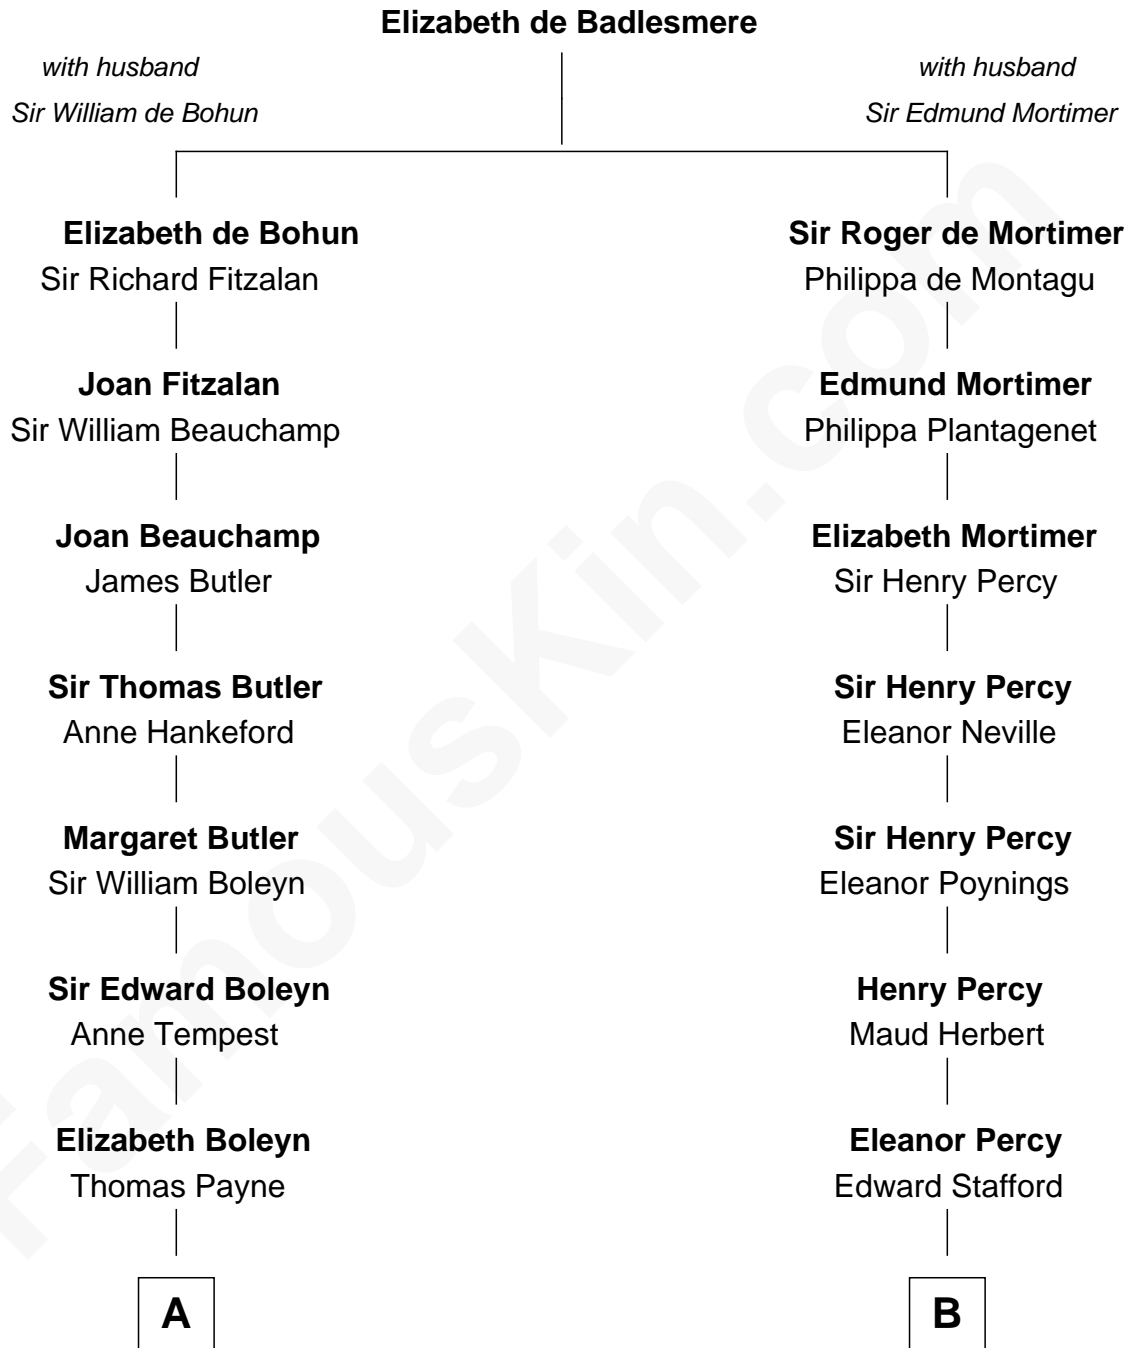 Elizabeth de Badlesmere
with husband
Sir William de Bohun
with husband
Sir Edmund Mortimer
Elizabeth de Bohun
Sir Richard Fitzalan
Sir Roger de Mortimer
Philippa de Montagu
Joan Fitzalan
Sir William Beauchamp
Edmund Mortimer
Philippa Plantagenet
Joan Beauchamp
James Butler
Elizabeth Mortimer
Sir Henry Percy
Sir Thomas Butler
Anne Hankeford
Sir Henry Percy
Eleanor Neville
Margaret Butler
Sir William Boleyn
Sir Henry Percy
Eleanor Poynings
Sir Edward Boleyn
Anne Tempest
Henry Percy
Maud Herbert
Elizabeth Boleyn
Thomas Payne
Eleanor Percy
Edward Stafford
A
B
FamousKin.com